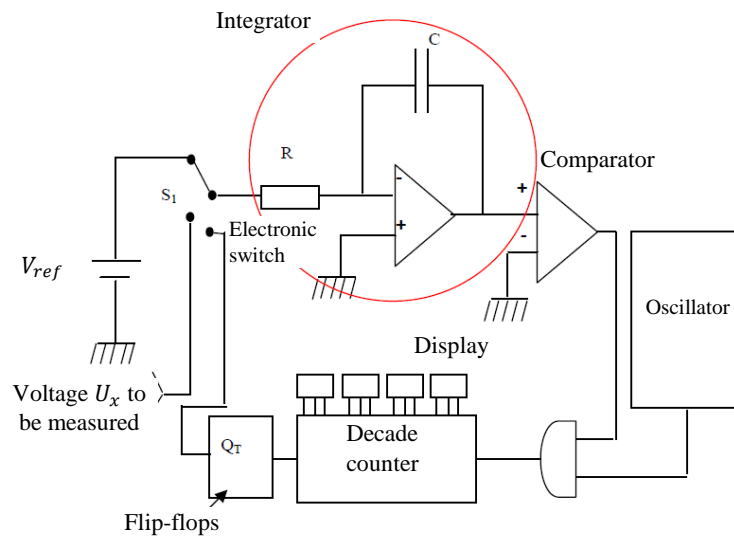 Integrator
C
R
Comparator
-
+
+
-
S1
Electronic
switch
Vref
Oscillator
Display
Voltage Ux to
be measured
Decade
counter
QT
Flip-flops